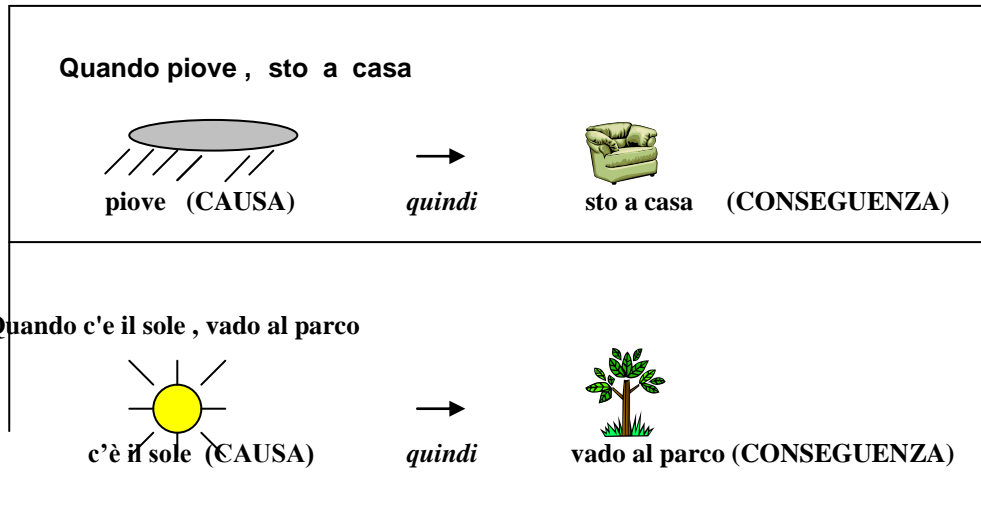 Quando piove , sto a casa
piove (CAUSA) quindi sto a casa (CONSEGUENZA)
Quando c'e il sole , vado al parco
c'è il sole (CAUSA) quindi vado al parco (CONSEGUENZA)